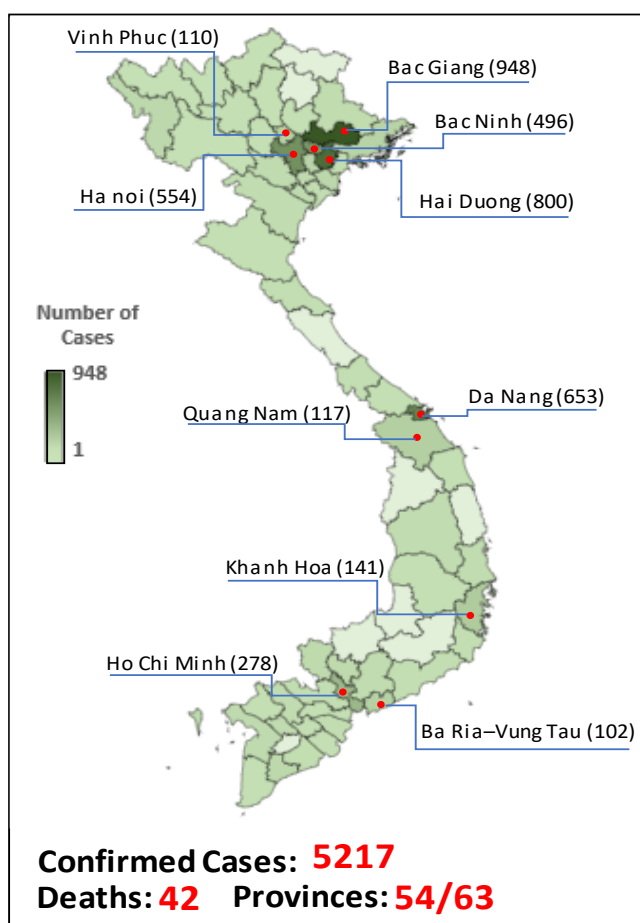 Vinh Phuc (110)
Bac Giang (948)
Bac Ninh (496)
Ha noi (554)
Hai Duong (800)
Number of
Cases
948
1
Da Nang (653)
Quang Nam (117)
Khanh Hoa (141)
Ho Chi Minh (278)
Ba Ria–Vung Tau (102)
Confirmed Cases: 5217
Deaths: 42 Provinces: 54/63